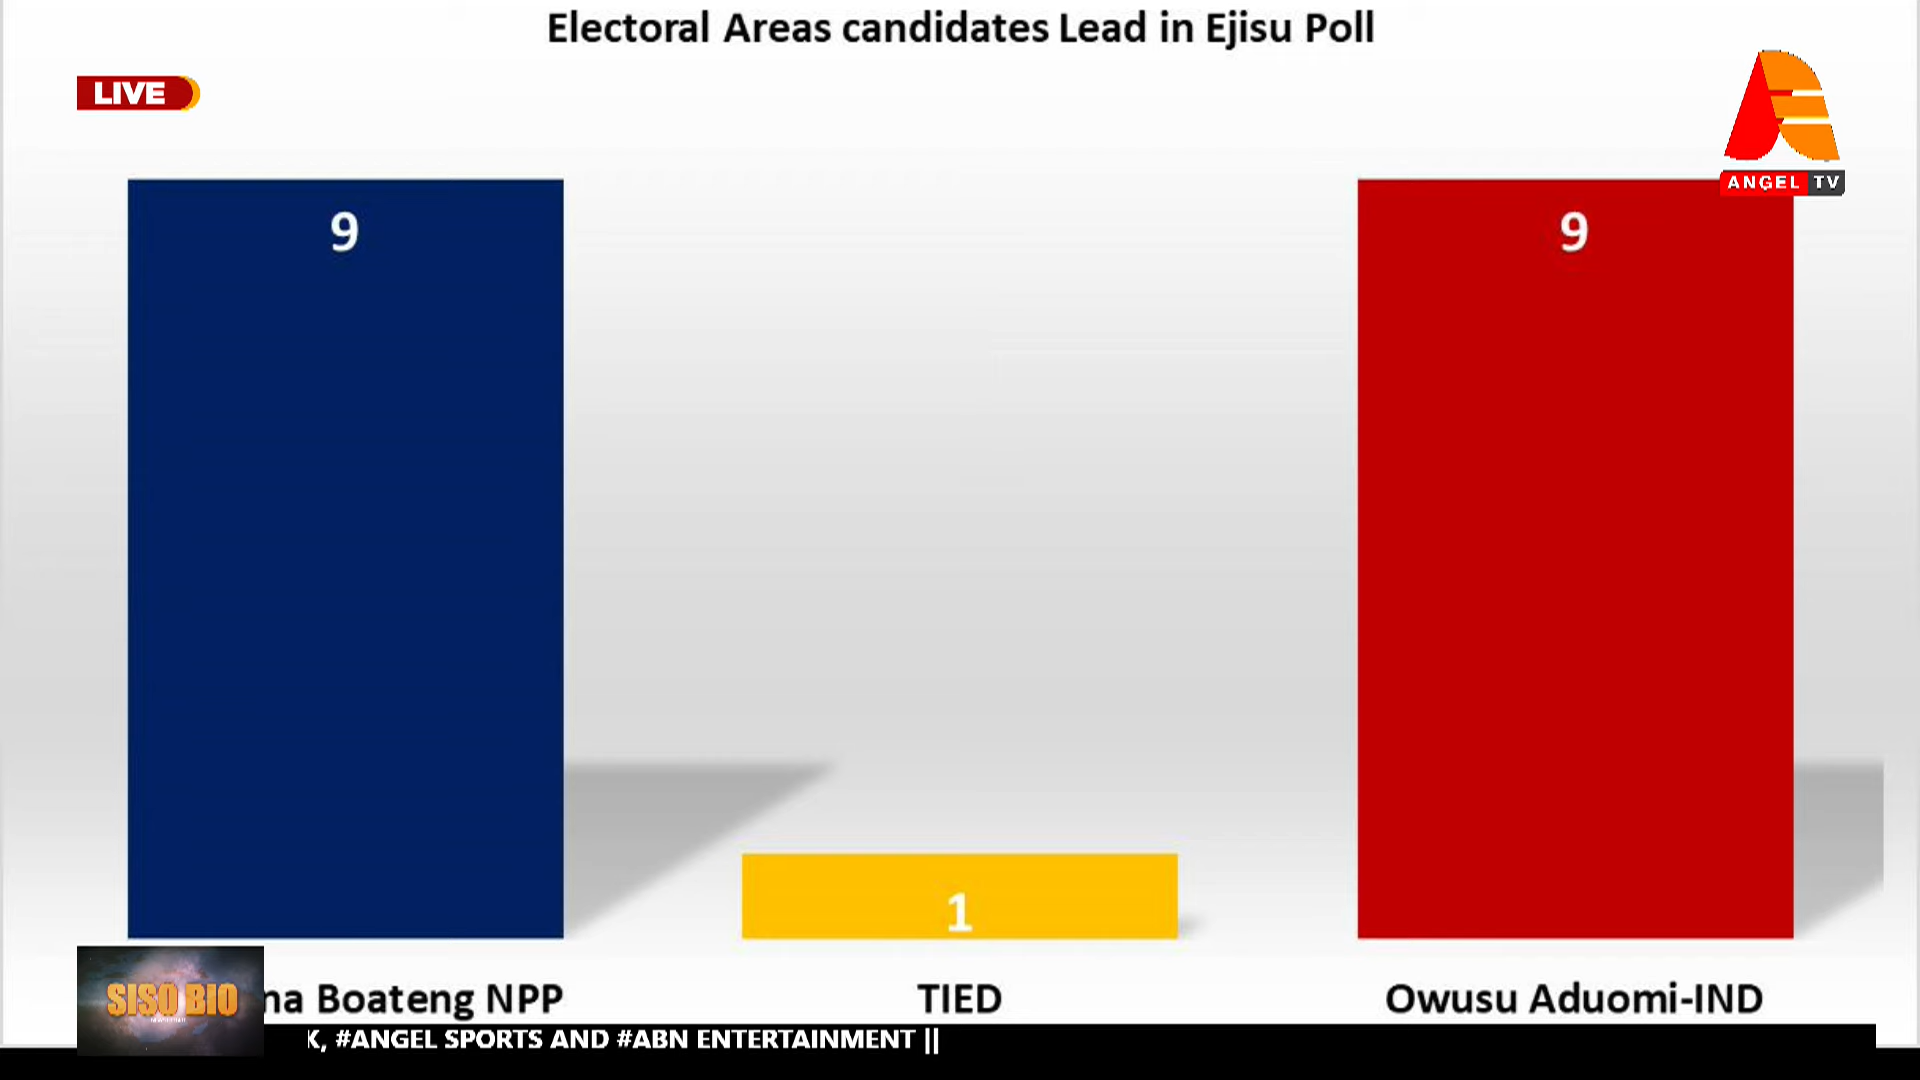 Electoral Areas candidates Lead in Ejisu Poll
LIVE
ANGEL TV
9
9
1
Boateng NPP
TIED
Owusu Aduomi-IND
SISO BIO
#ANGEL SPORTS AND #ABN ENTERTAINMENT ||